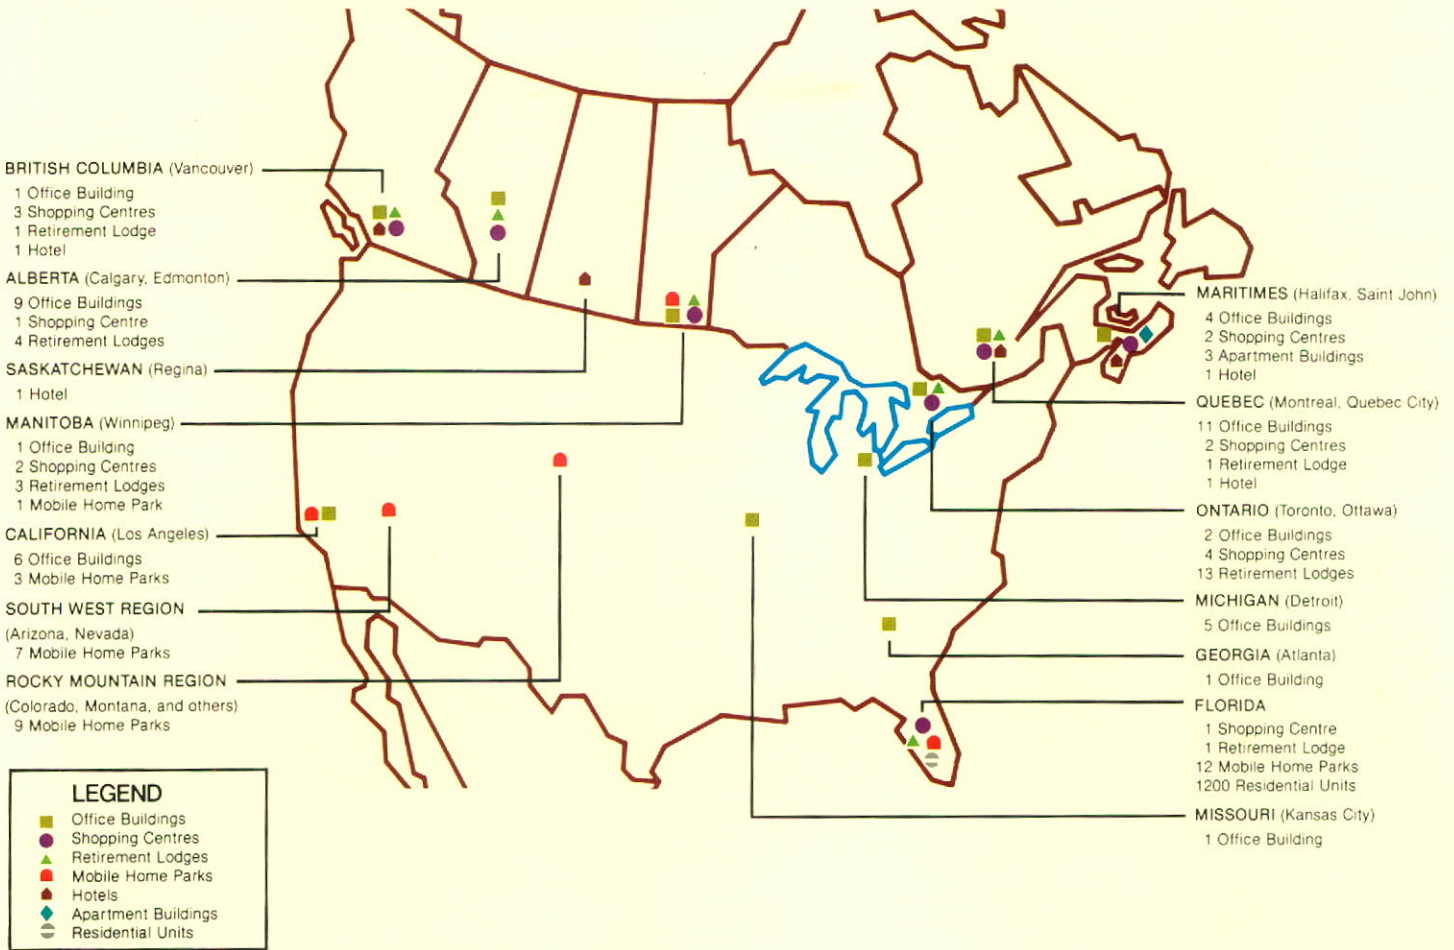 BRITISH COLUMBIA (Vancouver)
1 Office Building
3 Shopping Centres
1 Retirement Lodge
1 Hotel
ALBERTA (Calgary, Edmonton)
9 Office Buildings
1 Shopping Centre
4 Retirement Lodges
SASKATCHEWAN (Regina)
1 Hotel
MANITOBA (Winnipeg)
1 Office Building
2 Shopping Centres
3 Retirement Lodges
1 Mobile Home Park
CALIFORNIA (Los Angeles)
6 Office Buildings
3 Mobile Home Parks
SOUTH WEST REGION
(Arizona, Nevada)
7 Mobile Home Parks
ROCKY MOUNTAIN REGION
(Colorado, Montana, and others)
9 Mobile Home Parks
LEGEND
Office Buildings
Shopping Centres
Retirement Lodges
Mobile Home Parks
Hotels
Apartment Buildings
Residential Units
MARITIMES (Halifax, Saint John)
4 Office Buildings
2 Shopping Centres
3 Apartment Buildings
1 Hotel
QUEBEC (Montreal, Quebec City)
11 Office Buildings
2 Shopping Centres
1 Retirement Lodge
1 Hotel
ONTARIO (Toronto, Ottawa)
2 Office Buildings
4 Shopping Centres
13 Retirement Lodges
MICHIGAN (Detroit)
5 Office Buildings
GEORGIA (Atlanta)
1 Office Building
FLORIDA
1 Shopping Centre
1 Retirement Lodge
12 Mobile Home Parks
1200 Residential Units
MISSOURI (Kansas City)
1 Office Building